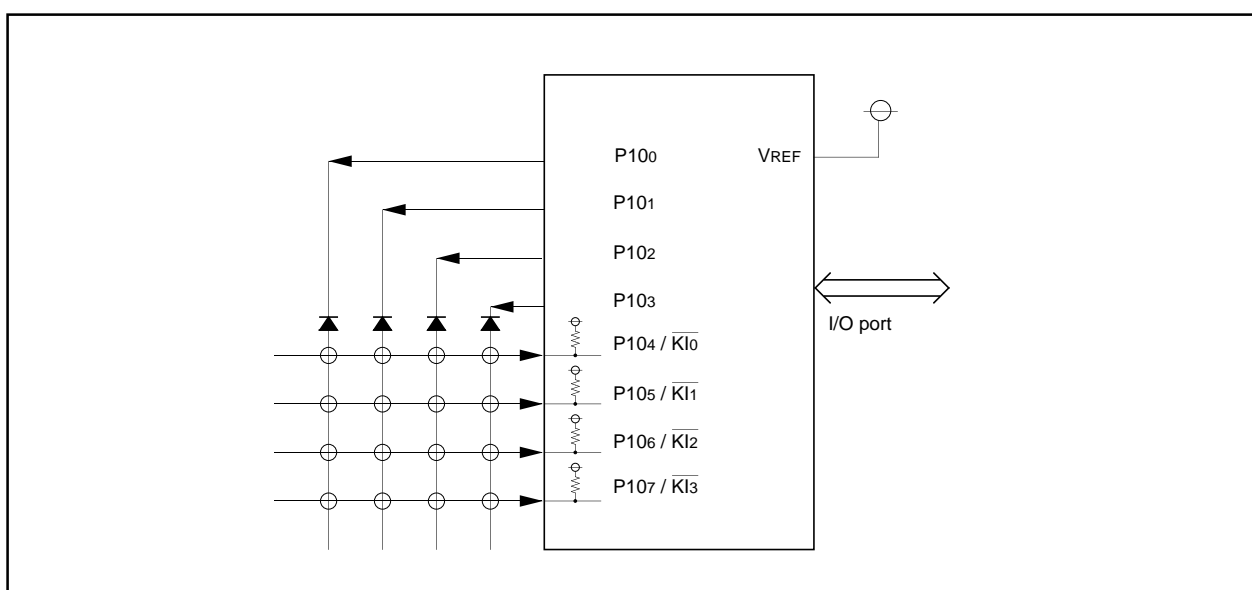 P100 VREF
P101
P102
P103
I/O port
P104 / KI0
P105 / KI1
P106 / KI2
P107 / KI3